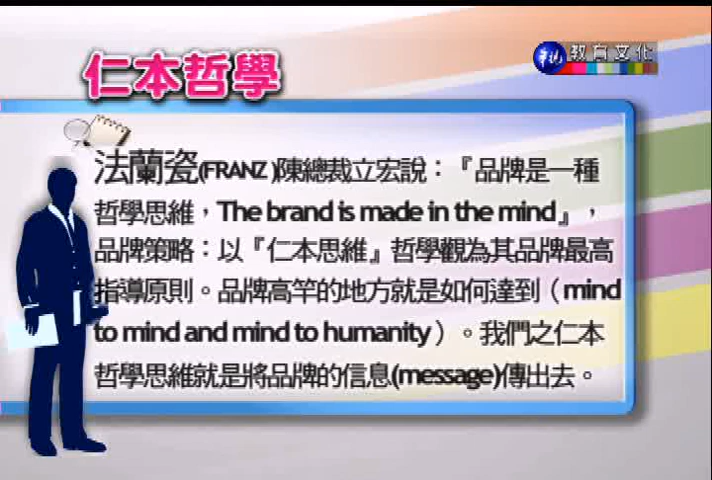 仁本哲學
華視 教育文化
法蘭瓷(FRANZ)陳總裁立宏說：『品牌是一種
哲學思維，The brand is made in the mind』，
品牌策略：以『仁本思維』哲學觀為其品牌最高
指導原則。品牌高竿的地方就是如何達到（mind
to mind and mind to humanity）。我們之仁本
哲學思維就是將品牌的信息(message)傳出去。